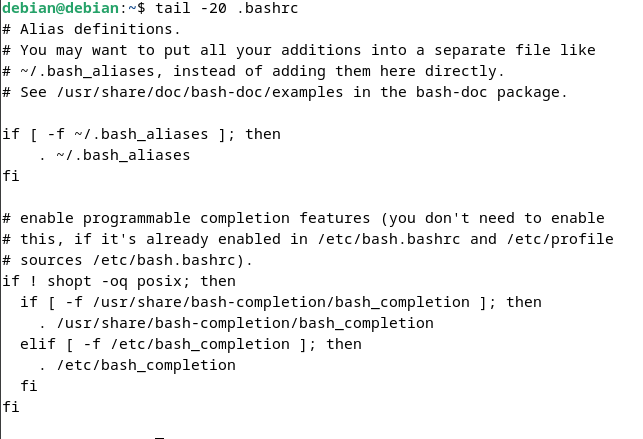 debian@debian:~$ tail -20 .bashrc
# Alias definitions.
# You may want to put all your additions into a separate file like
# ~/.bash_aliases, instead of adding them here directly.
# See /usr/share/doc/bash-doc/examples in the bash-doc package.

if [ -f ~/.bash_aliases ]; then
    . ~/.bash_aliases
fi

# enable programmable completion features (you don't need to enable
# this, if it's already enabled in /etc/bash.bashrc and /etc/profile
# sources /etc/bash.bashrc).
if ! shopt -oq posix; then
  if [ -f /usr/share/bash-completion/bash_completion ]; then
    . /usr/share/bash-completion/bash_completion
  elif [ -f /etc/bash_completion ]; then
    . /etc/bash_completion
  fi
fi